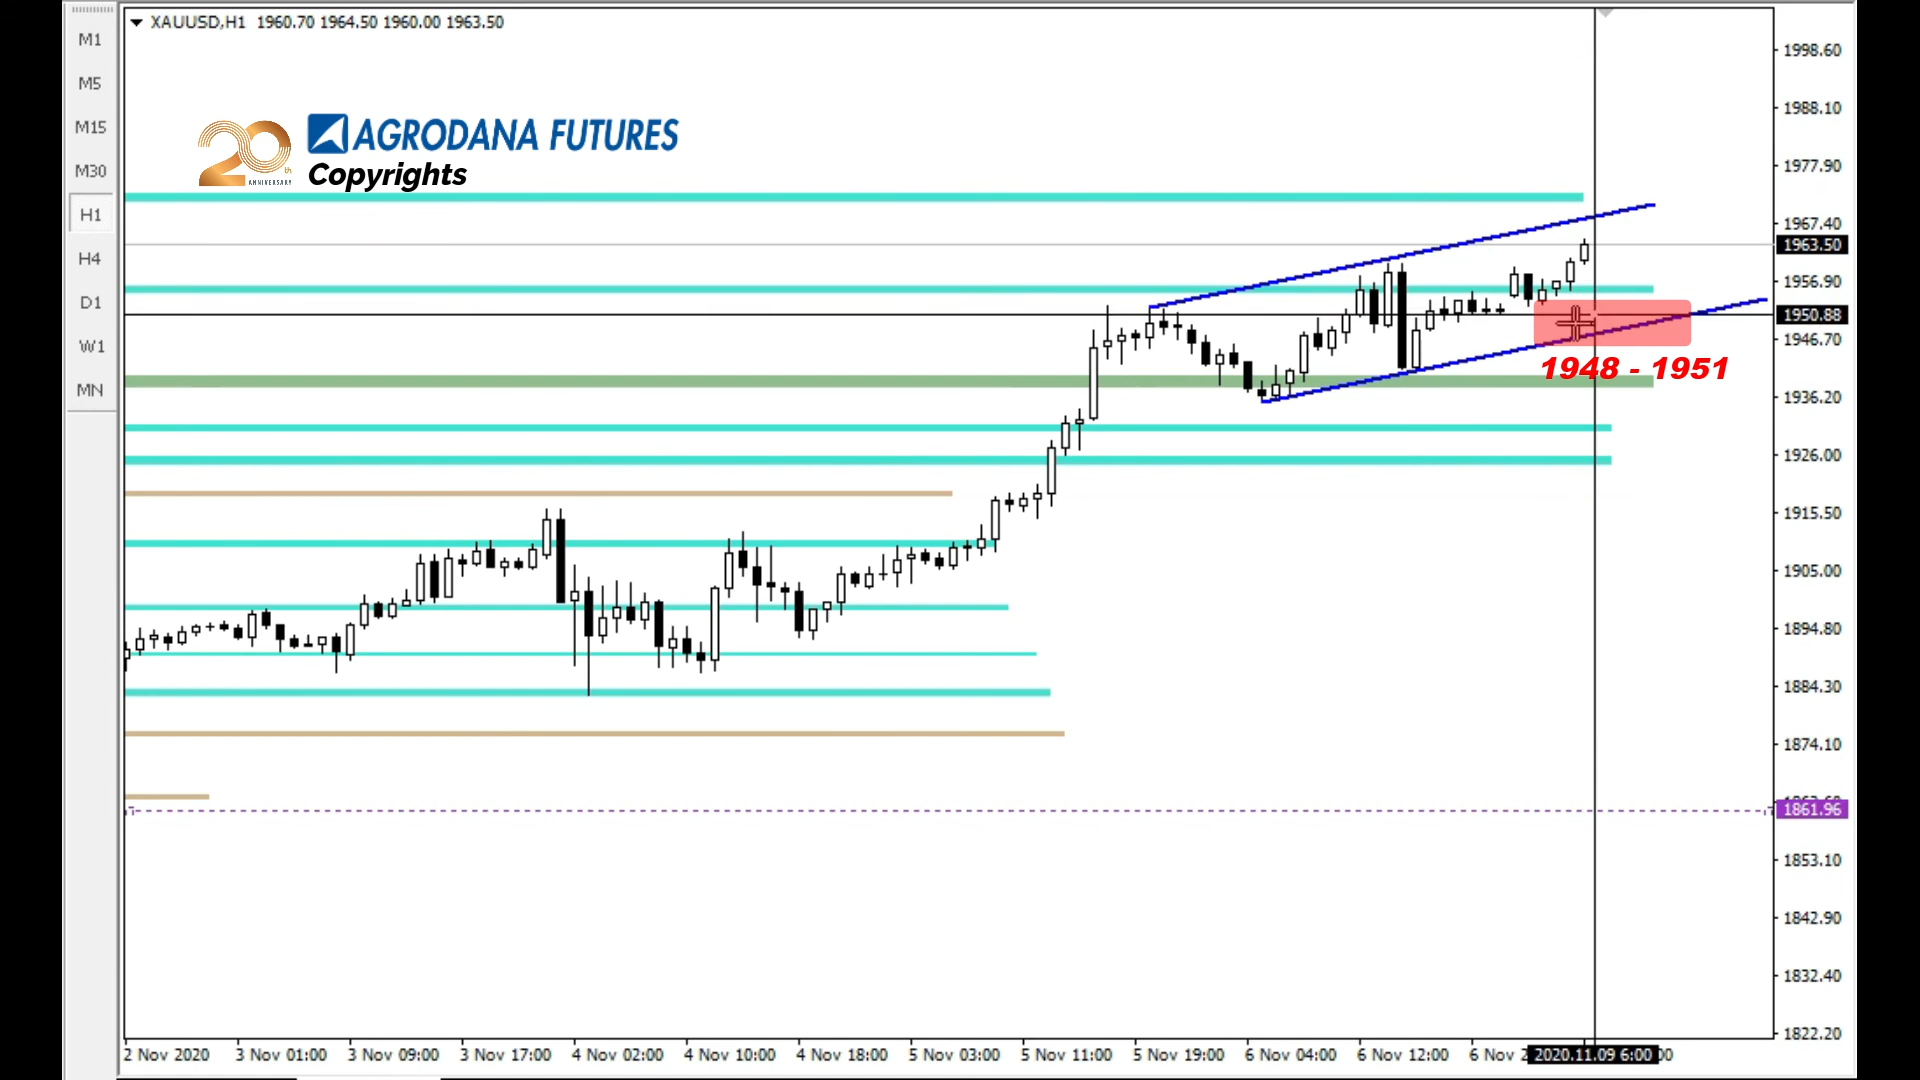 XAUUSD,H1 1960.70 1964.50 1960.00 1963.50
M1
M5
M15
M30
H1
H4
D1
W1
MN
20th
ANNIVERSARY
AGRODANA FUTURES
Copyrights
1948 - 1951
1998.60
1988.10
1977.90
1967.40
1963.50
1956.90
1950.88
1946.70
1936.20
1926.00
1915.50
1905.00
1894.80
1884.30
1874.10
1861.96
1853.10
1842.90
1832.40
1822.20
2 Nov 2020 3 Nov 01:00 3 Nov 09:00 3 Nov 17:00 4 Nov 02:00 4 Nov 10:00 4 Nov 18:00 5 Nov 03:00 5 Nov 11:00 5 Nov 19:00 6 Nov 04:00 6 Nov 12:00 6 Nov 2020.11.09 6:00